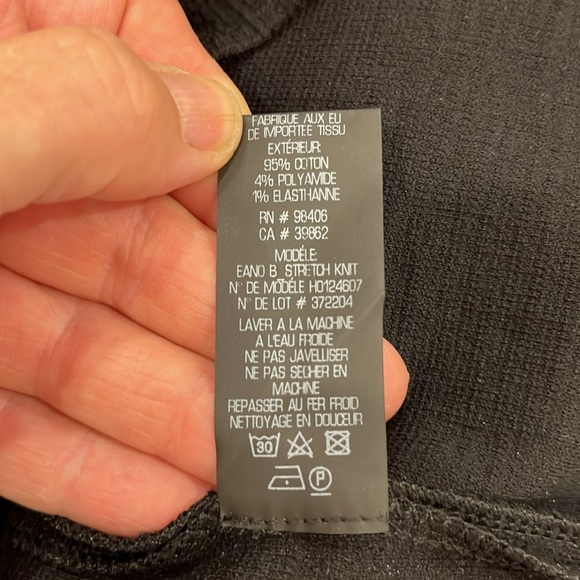 FABRIQUE AUX EU
DE IMPORTEE TISSU
EXTÉRIEUR:
95% COTON
4% POLYAMIDE
1% ELASTHANNE
RN # 98406
CA # 39862
MODÉLE:
EANO B STRETCH KNIT
N° DE MODÉLE H0124607
N° DE LOT # 372204
LAVER A LA MACHINE
A L'EAU FROIDE
NE PAS JAVELLISER
NE PAS SECHER EN
MACHINE
REPASSER AU FER FROID
NETTOYAGE EN DOUCEUR
30
P